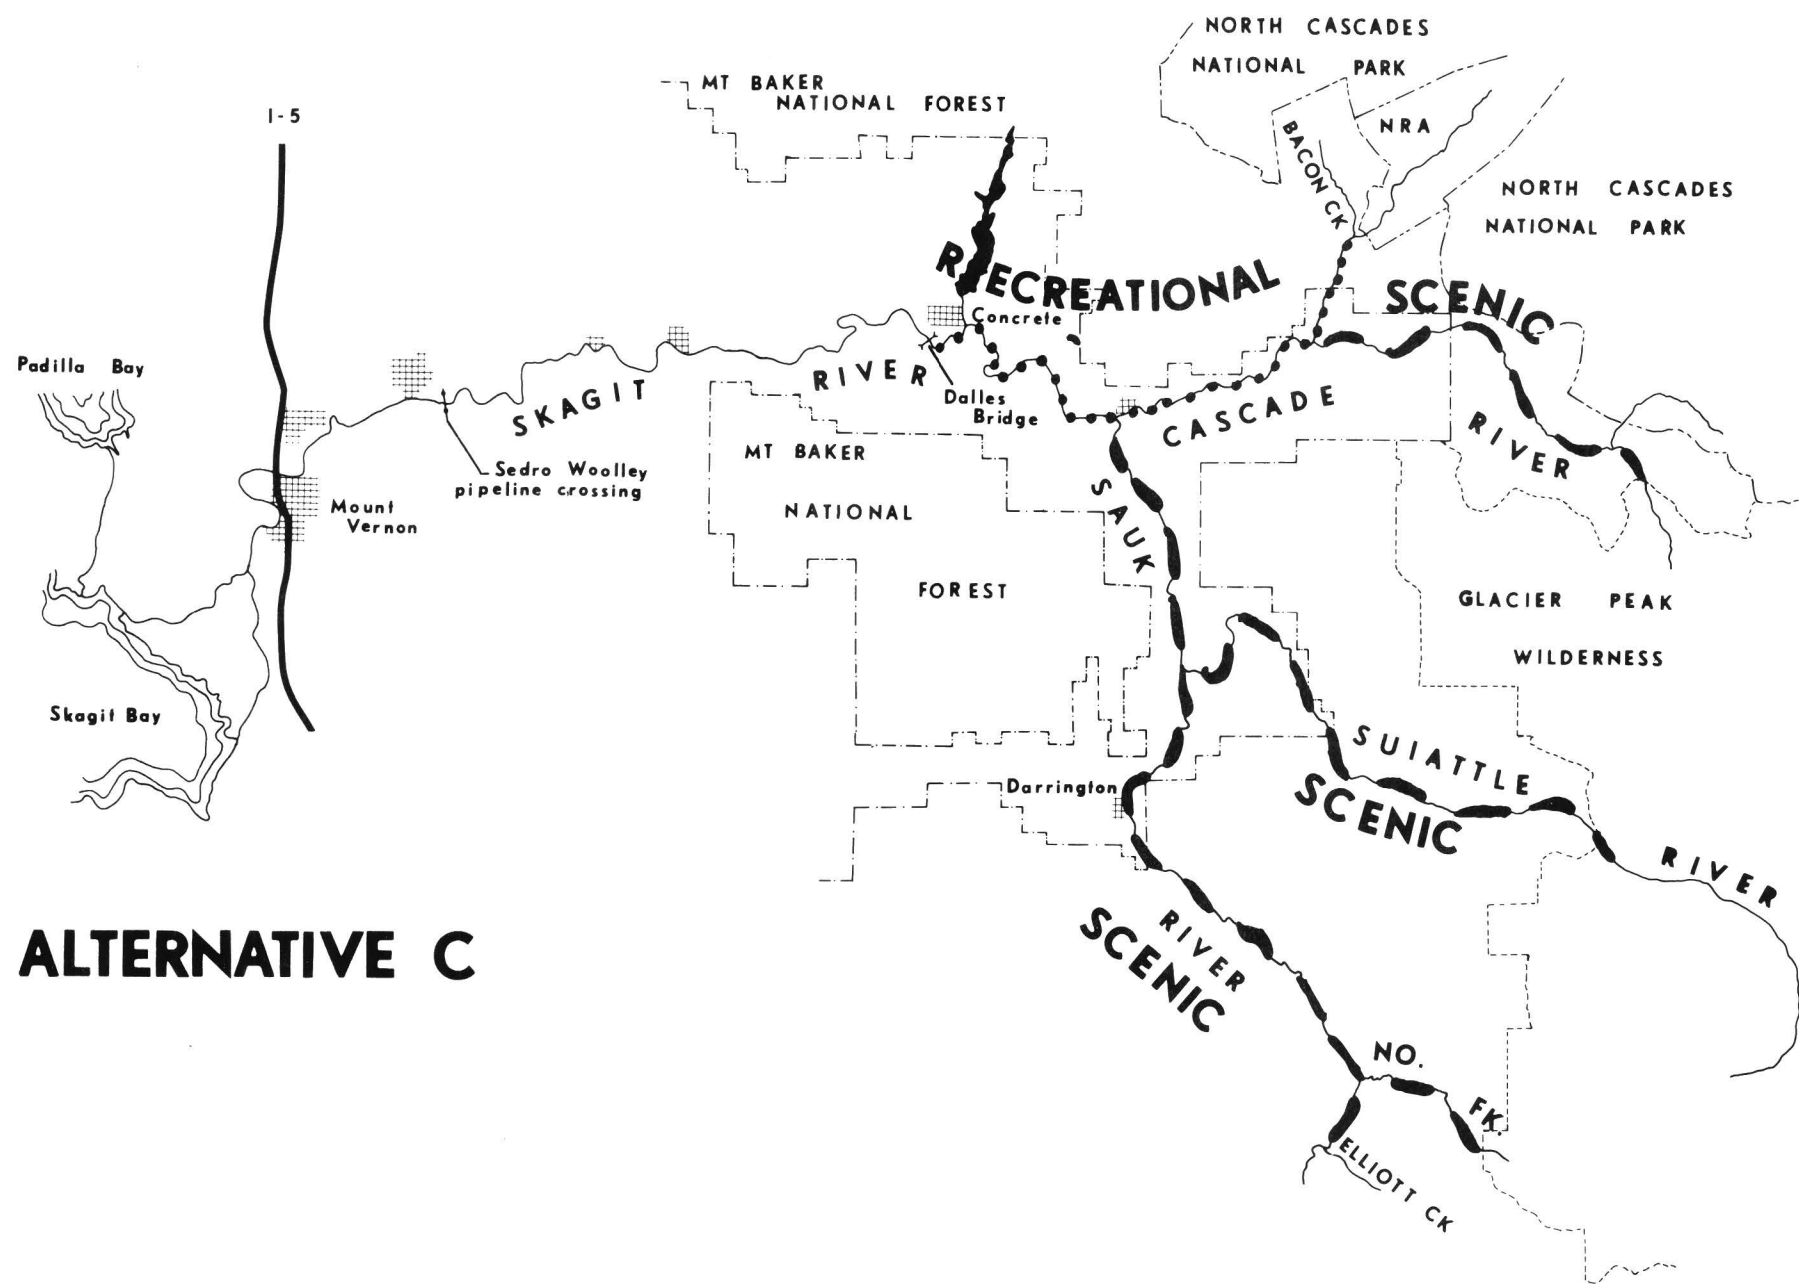 NORTH CASCADES
NATIONAL PARK
MT BAKER
NATIONAL FOREST
I-5
NRA
BACON CK
NORTH CASCADES
NATIONAL PARK
RECREATIONAL
SCENIC
Concrete
Padilla Bay
SKAGIT RIVER
Dalles
Bridge
CASCADE RIVER
Sedro Woolley
pipeline crossing
MT BAKER
NATIONAL
FOREST
Mount
Vernon
SAUK
GLACIER PEAK
WILDERNESS
Skagit Bay
SUIATTLE
SCENIC
Darrington
RIVER
RIVER
SCENIC
ALTERNATIVE C
NO.
FK.
ELLIOTT CK